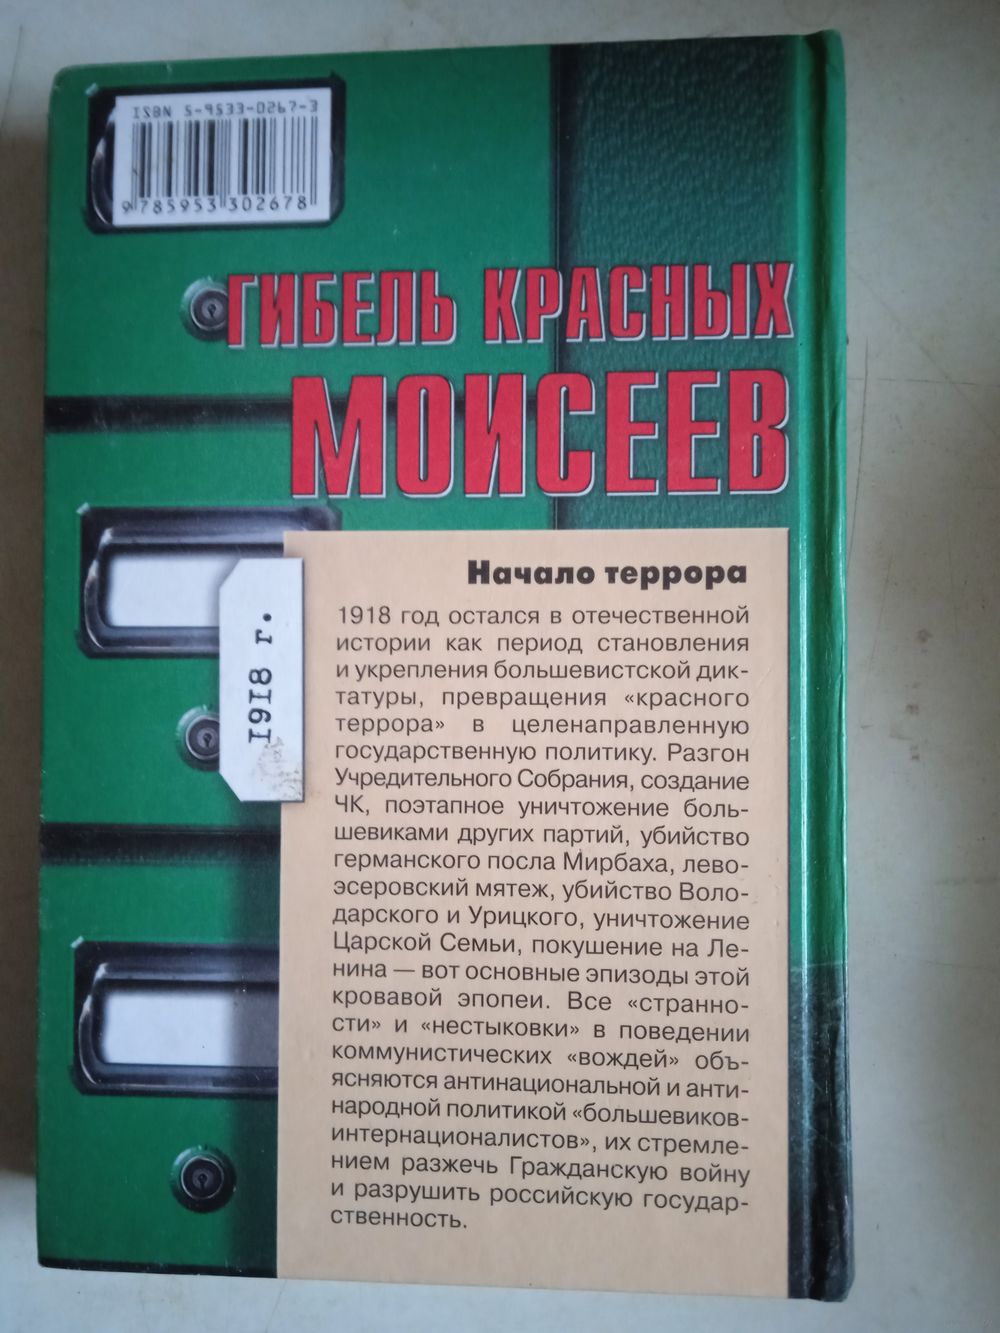 ISBN 5-9533-0267-3
9 785953 302678
ГИБЕЛЬ КРАСНЫХ
МОИСЕЕВ
1918 г.
Начало террора
1918 год остался в отечественной
истории как период становления
и укрепления большевистской дик-
татуры, превращения «красного
террора» в целенаправленную
государственную политику. Разгон
Учредительного Собрания, создание
ЧК, поэтапное уничтожение боль-
шевиками других партий, убийство
германского посла Мирбаха, лево-
эсеровский мятеж, убийство Воло-
дарского и Урицкого, уничтожение
Царской Семьи, покушение на Ле-
нина — вот основные эпизоды этой
кровавой эпопеи. Все «странно-
сти» и «нестыковки» в поведении
коммунистических «вождей» объ-
ясняются антинациональной и анти-
народной политикой «большевиков-
интернационалистов», их стремле-
нием разжечь Гражданскую войну
и разрушить российскую государ-
ственность.